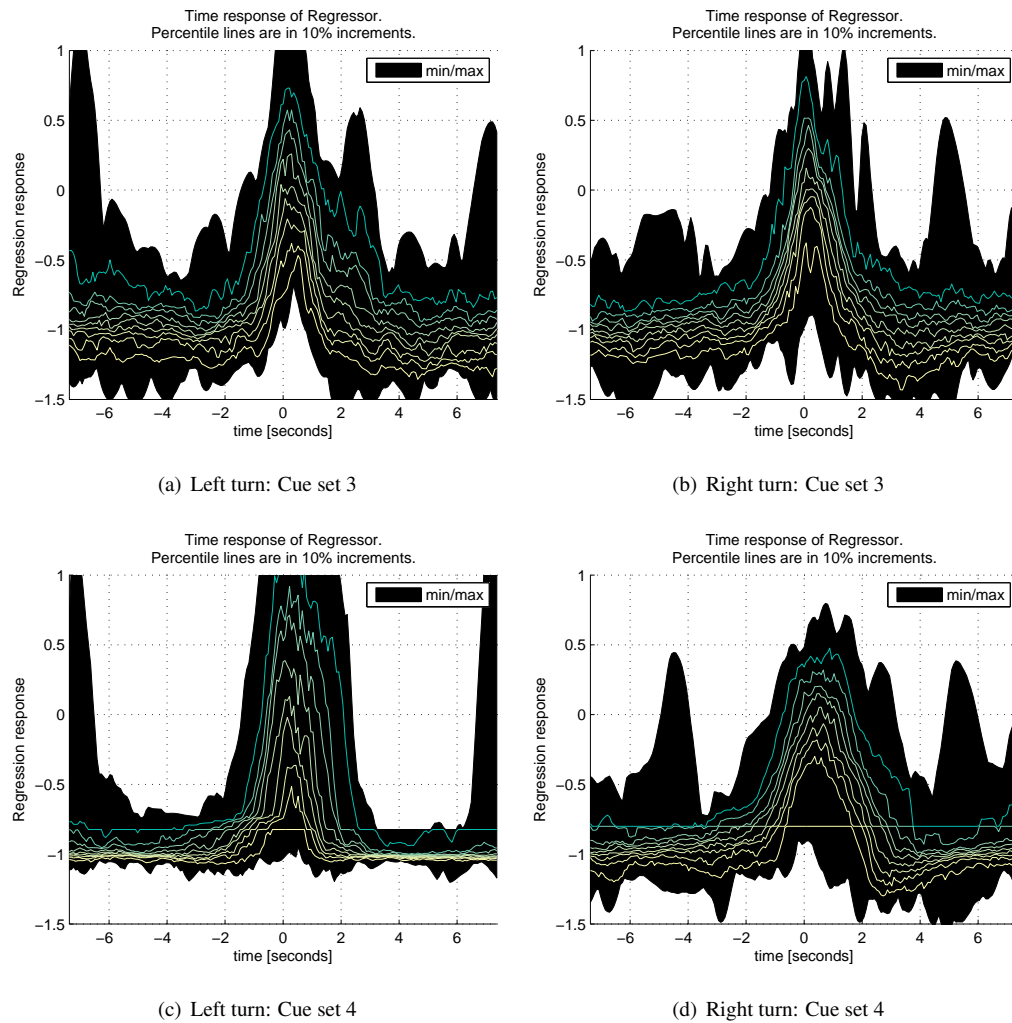 Time response of Regressor.
Percentile lines are in 10% increments.
1
0.5
0
−0.5
−1
−1.5
Regression response
min/max
−6 −4 −2 0 2 4 6
time [seconds]
(a) Left turn: Cue set 3
Time response of Regressor.
Percentile lines are in 10% increments.
1
0.5
0
−0.5
−1
−1.5
Regression response
min/max
−6 −4 −2 0 2 4 6
time [seconds]
(b) Right turn: Cue set 3
Time response of Regressor.
Percentile lines are in 10% increments.
1
0.5
0
−0.5
−1
−1.5
Regression response
min/max
−6 −4 −2 0 2 4 6
time [seconds]
(c) Left turn: Cue set 4
Time response of Regressor.
Percentile lines are in 10% increments.
1
0.5
0
−0.5
−1
−1.5
Regression response
min/max
−6 −4 −2 0 2 4 6
time [seconds]
(d) Right turn: Cue set 4